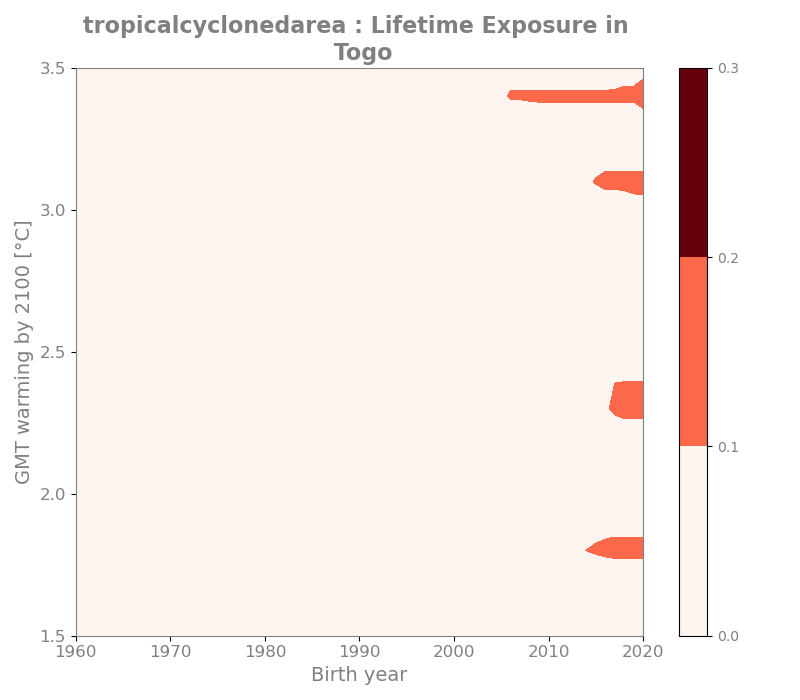 tropicalcyclonedarea : Lifetime Exposure in
Togo
3.5
3.0
2.5
2.0
1.5
GMT warming by 2100 [°C]
1960 1970 1980 1990 2000 2010 2020
Birth year
0.3
0.2
0.1
0.0